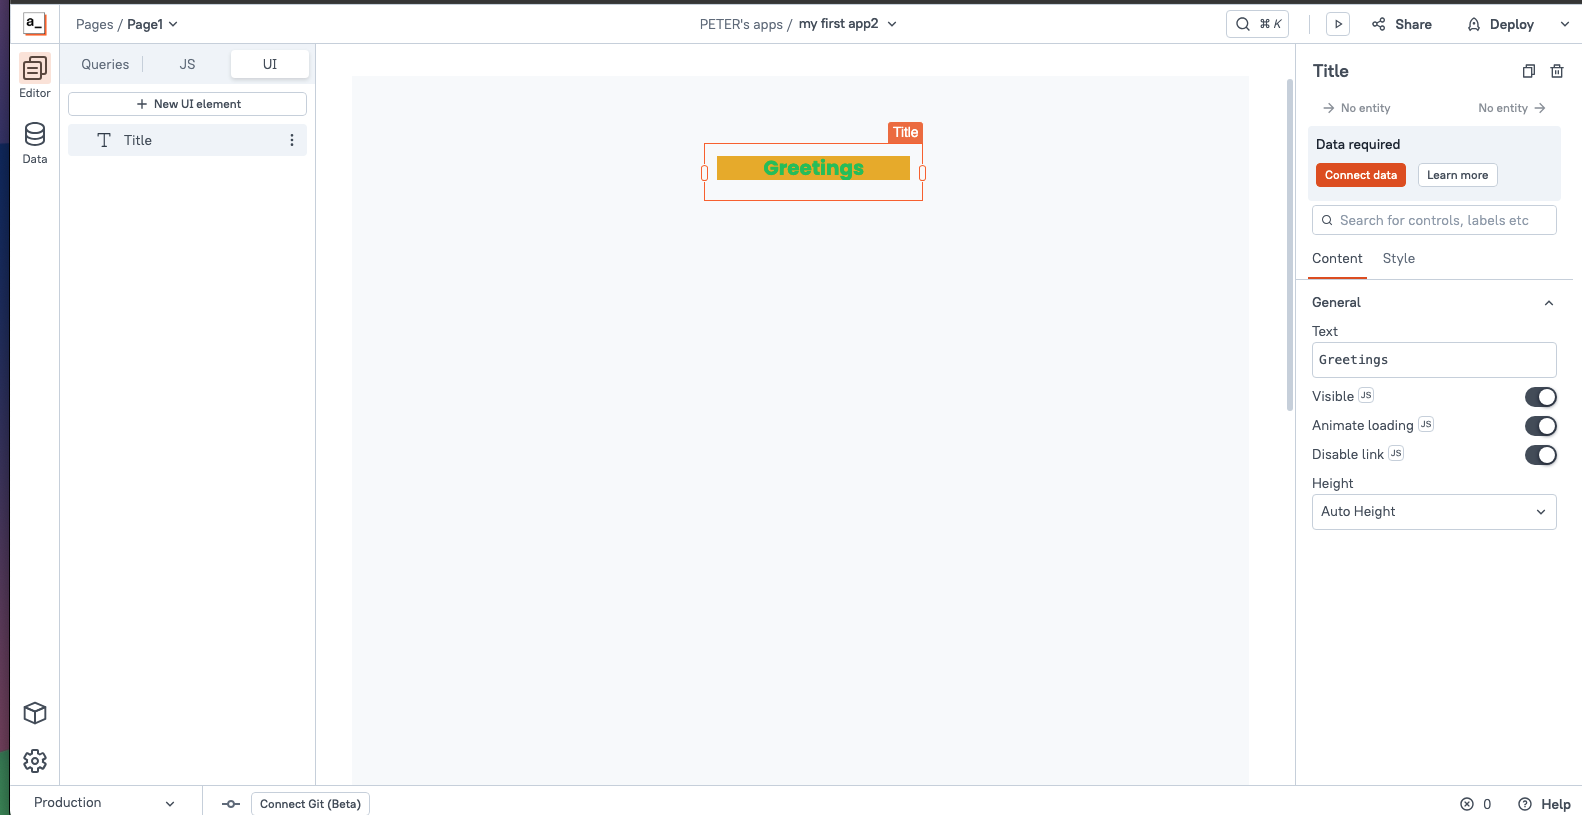 a_
Pages / Page1
PETER's apps / my first app2
⌘ K
Share
Deploy
Editor
Data
Queries
JS
UI
+ New UI element
Title
Title
Greetings
Title
No entity
No entity
Data required
Connect data
Learn more
Search for controls, labels etc
Content
Style
General
Text
Greetings
Visible JS
Animate loading JS
Disable link JS
Height
Auto Height
Production
Connect Git (Beta)
0
Help